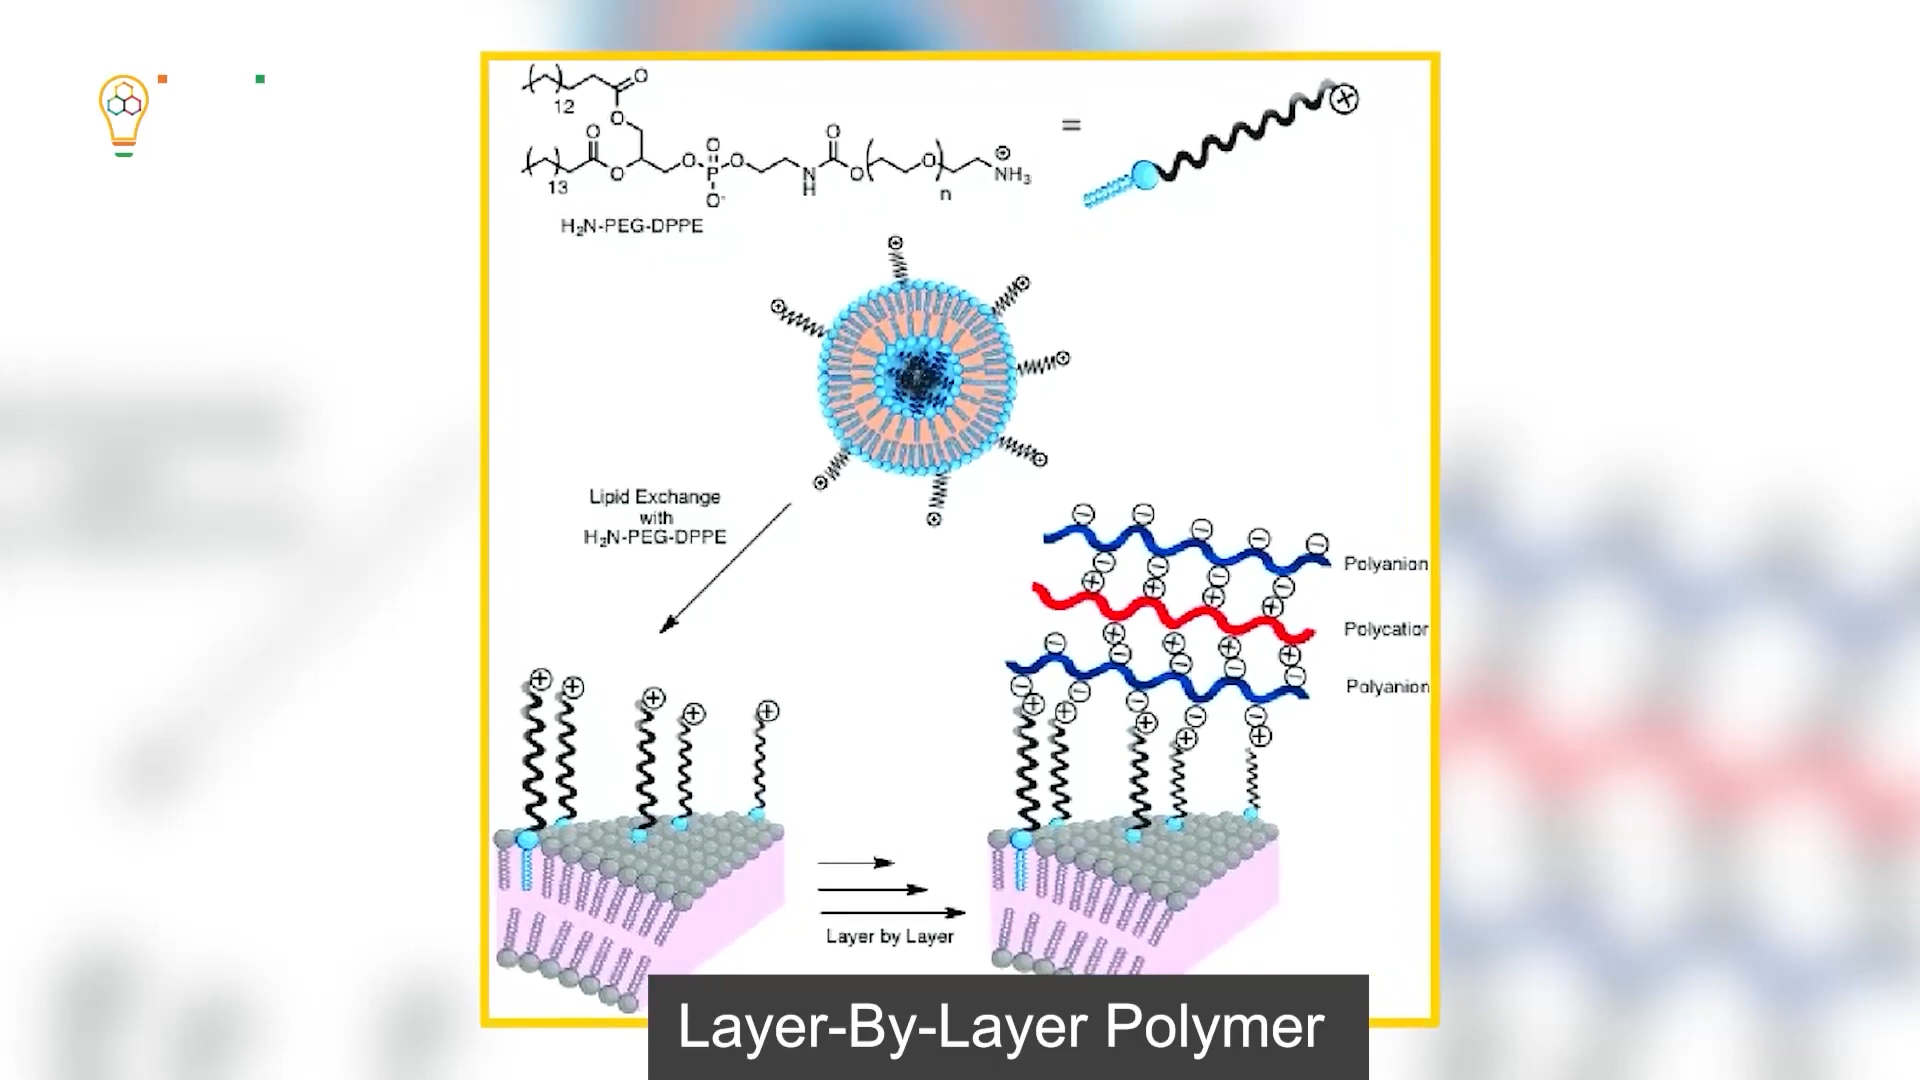 12
13
O
O
O
O
O
O
P
O
O-
N
H
O
O
O
n
NH3
=
H2N-PEG-DPPE
Lipid Exchange
with
H2N-PEG-DPPE
Polyanion
Polycation
Polyanion
Layer by Layer
Layer-By-Layer Polymer